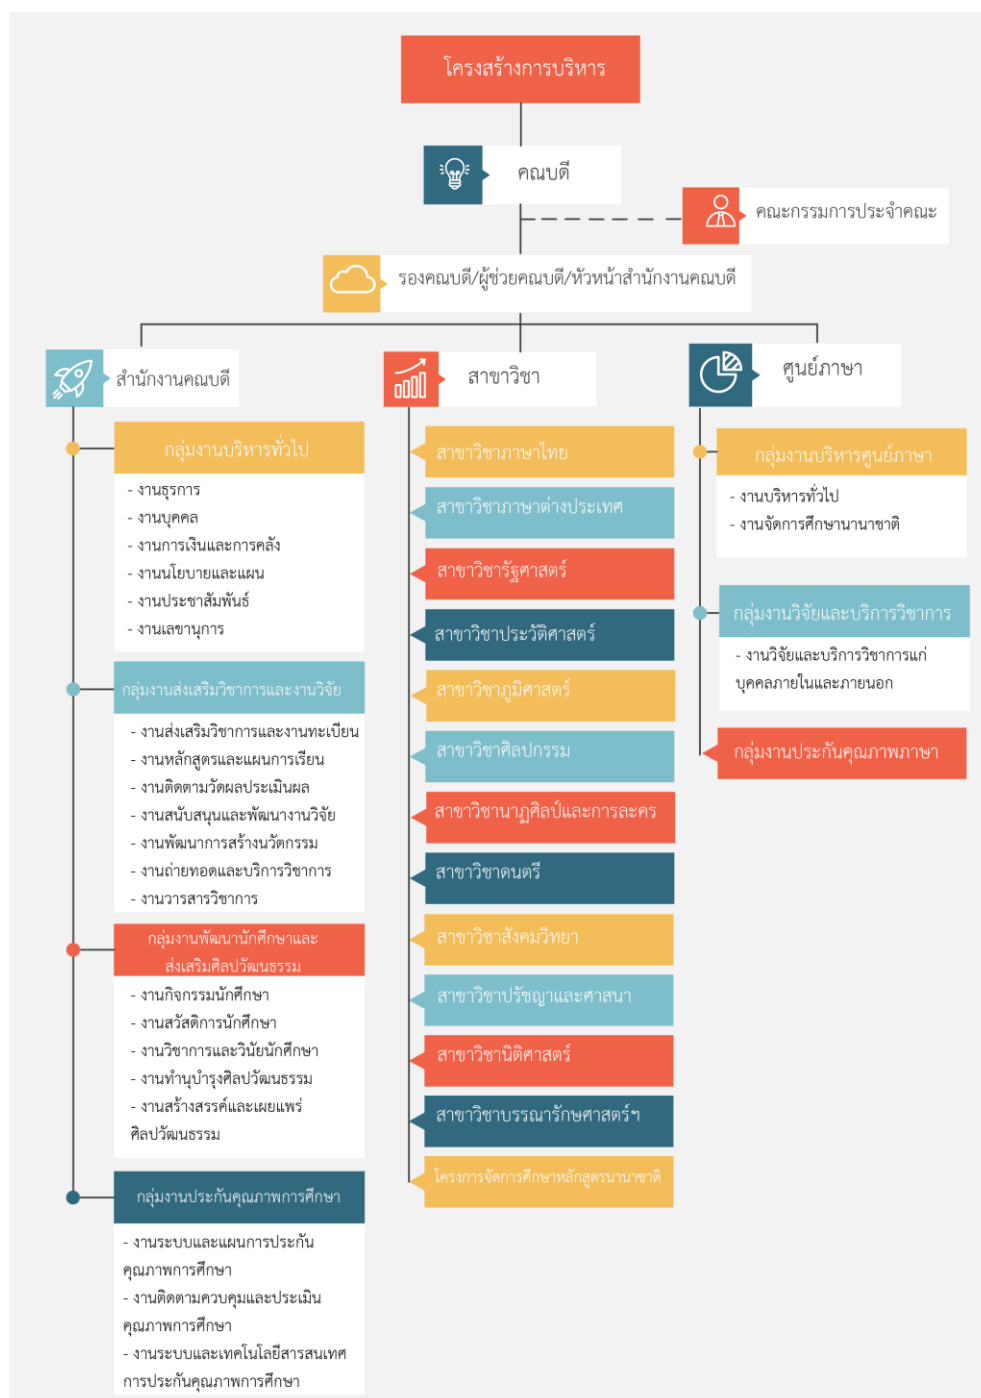 โครงสร้างการบริหาร
คณบดี
คณะกรรมการประจำคณะ
รองคณบดี/ผู้ช่วยคณบดี/หัวหน้าสำนักงานคณบดี
สำนักงานคณบดี
กลุ่มงานบริหารทั่วไป
- งานธุรการ
- งานบุคคล
- งานการเงินและการคลัง
- งานนโยบายและแผน
- งานประชาสัมพันธ์
- งานเลขานุการ
กลุ่มงานส่งเสริมวิชาการและงานวิจัย
- งานส่งเสริมวิชาการและงานทะเบียน
- งานหลักสูตรและแผนการเรียน
- งานติดตามวัดผลประเมินผล
- งานสนับสนุนและพัฒนางานวิจัย
- งานพัฒนาการสร้างนวัตกรรม
- งานถ่ายทอดและบริการวิชาการ
- งานวารสารวิชาการ
กลุ่มงานพัฒนานักศึกษาและ
ส่งเสริมศิลปวัฒนธรรม
- งานกิจกรรมนักศึกษา
- งานสวัสดิการนักศึกษา
- งานวิชาการและวินัยนักศึกษา
- งานทำนุบำรุงศิลปวัฒนธรรม
- งานสร้างสรรค์และเผยแพร่
ศิลปวัฒนธรรม
กลุ่มงานประกันคุณภาพการศึกษา
- งานระบบและแผนการประกัน
คุณภาพการศึกษา
- งานติดตามควบคุมและประเมิน
คุณภาพการศึกษา
- งานระบบและเทคโนโลยีสารสนเทศ
การประกันคุณภาพการศึกษา
สาขาวิชา
สาขาวิชาภาษาไทย
สาขาวิชาภาษาต่างประเทศ
สาขาวิชารัฐศาสตร์
สาขาวิชาประวัติศาสตร์
สาขาวิชาภูมิศาสตร์
สาขาวิชาศิลปกรรม
สาขาวิชานาฏศิลป์และการละคร
สาขาวิชาดนตรี
สาขาวิชาสังคมวิทยา
สาขาวิชาปรัชญาและศาสนา
สาขาวิชานิติศาสตร์
สาขาวิชาบรรณารักษศาสตร์ฯ
โครงการจัดการศึกษาหลักสูตรนานาชาติ
ศูนย์ภาษา
กลุ่มงานบริหารศูนย์ภาษา
- งานบริหารทั่วไป
- งานจัดการศึกษานานาชาติ
กลุ่มงานวิจัยและบริการวิชาการ
- งานวิจัยและบริการวิชาการแก่
บุคคลภายในและภายนอก
กลุ่มงานประกันคุณภาพภาษา